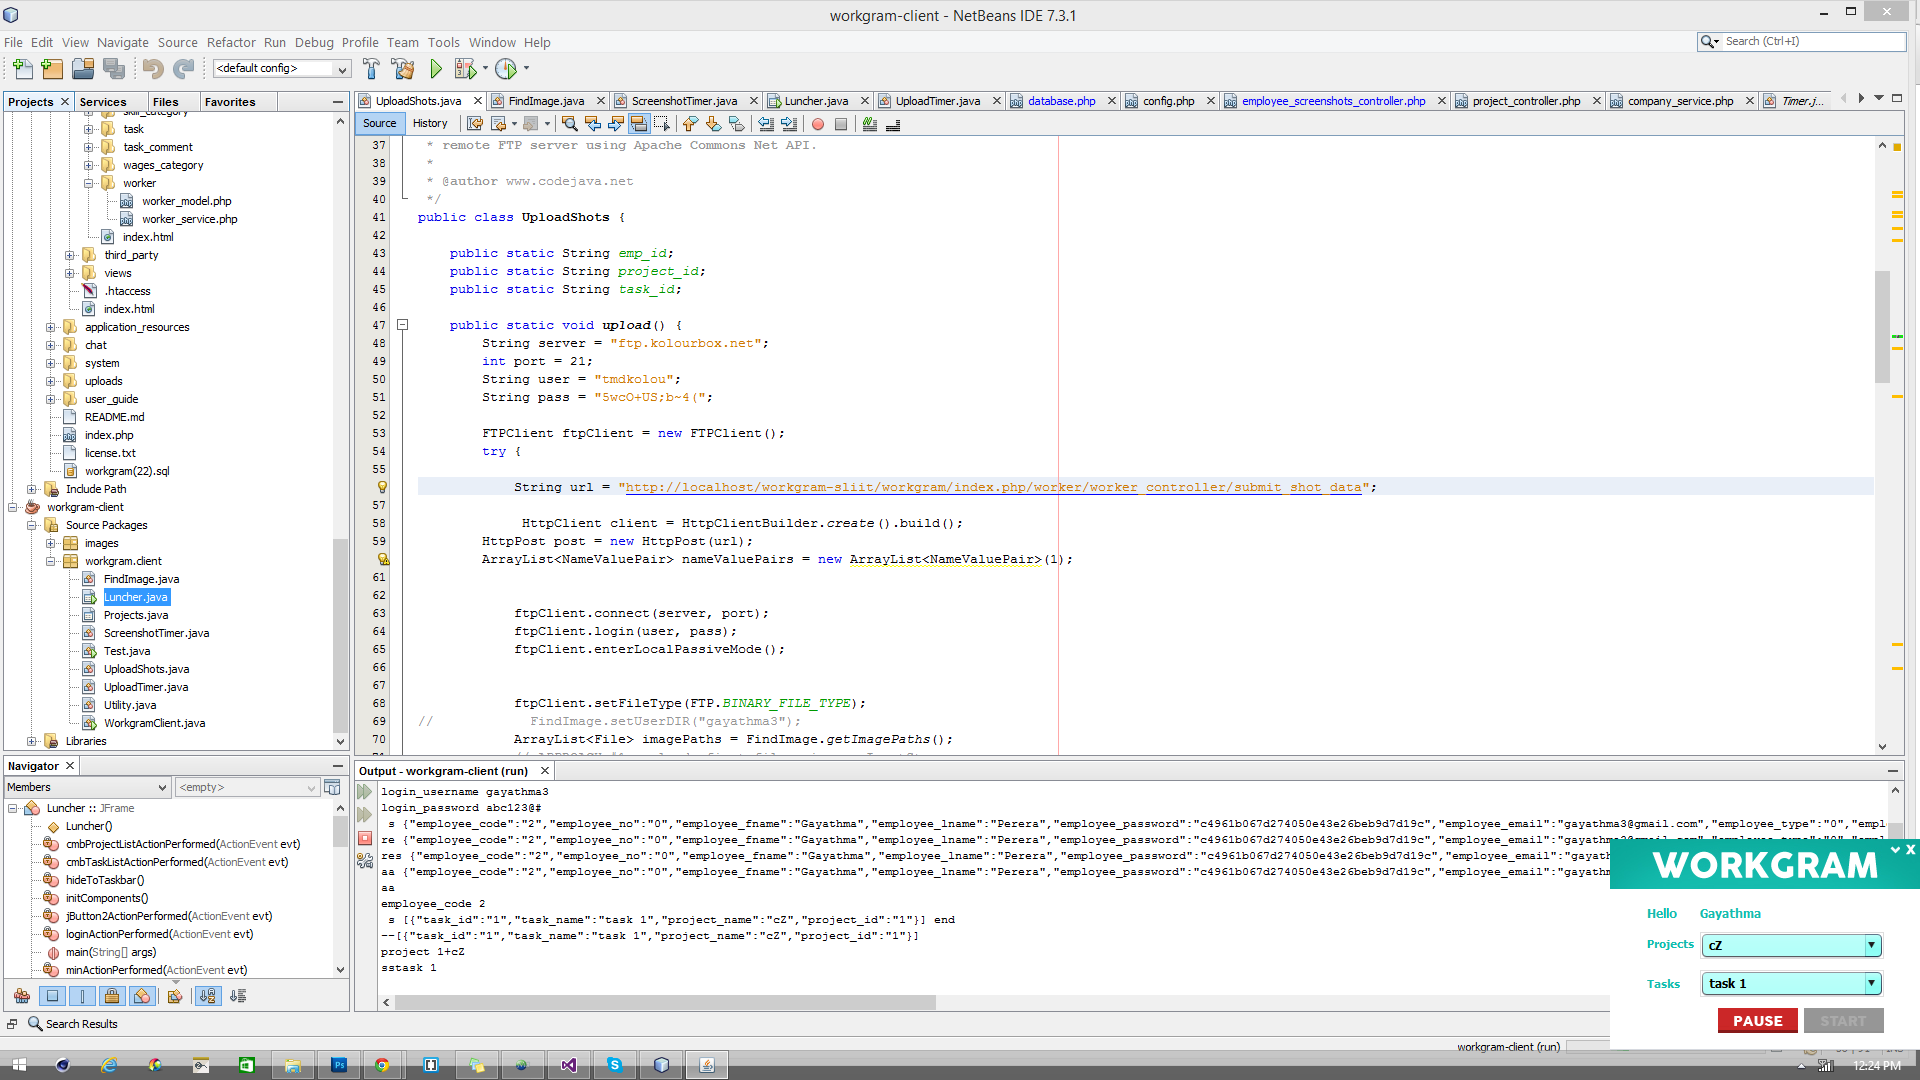 workgram-client - NetBeans IDE 7.3.1
File Edit View Navigate Source Refactor Run Debug Profile Team Tools Window Help
Search (Ctrl+I)
<default config>
Projects Services Files Favorites
UploadShots.java FindImage.java ScreenshotTimer.java Luncher.java UploadTimer.java database.php config.php employee_screenshots_controller.php project_controller.php company_service.php Timer.j...
Source History
skill_category
task
task_comment
wages_category
worker
worker_model.php
worker_service.php
index.html
third_party
views
.htaccess
index.html
application_resources
chat
system
uploads
user_guide
README.md
index.php
license.txt
workgram(22).sql
Include Path
workgram-client
Source Packages
images
workgram.client
FindImage.java
Luncher.java
Projects.java
ScreenshotTimer.java
Test.java
UploadShots.java
UploadTimer.java
Utility.java
WorkgramClient.java
Libraries
37 * remote FTP server using Apache Commons Net API.
38 *
39 * @author www.codejava.net
40 */
41 public class UploadShots {
42
43 public static String emp_id;
44 public static String project_id;
45 public static String task_id;
46
47 public static void upload() {
48 String server = "ftp.kolourbox.net";
49 int port = 21;
50 String user = "tmdkolou";
51 String pass = "5wcO+US;b~4(";
52
53 FTPClient ftpClient = new FTPClient();
54 try {
55
String url = "http://localhost/workgram-sliit/workgram/index.php/worker/worker_controller/submit_shot_data";
57
58 HttpClient client = HttpClientBuilder.create().build();
59 HttpPost post = new HttpPost(url);
ArrayList<NameValuePair> nameValuePairs = new ArrayList<NameValuePair>(1);
61
62
63 ftpClient.connect(server, port);
64 ftpClient.login(user, pass);
65 ftpClient.enterLocalPassiveMode();
66
67
68 ftpClient.setFileType(FTP.BINARY_FILE_TYPE);
69 // FindImage.setUserDIR("gayathma3");
70 ArrayList<File> imagePaths = FindImage.getImagePaths();
Navigator
Members <empty>
Luncher :: JFrame
Luncher()
cmbProjectListActionPerformed(ActionEvent evt)
cmbTaskListActionPerformed(ActionEvent evt)
hideToTaskbar()
initComponents()
jButton2ActionPerformed(ActionEvent evt)
loginActionPerformed(ActionEvent evt)
main(String[] args)
minActionPerformed(ActionEvent evt)
Output - workgram-client (run)
login_username gayathma3
login_password abc123@#
s {"employee_code":"2","employee_no":"0","employee_fname":"Gayathma","employee_lname":"Perera","employee_password":"c4961b067d274050e43e26beb9d7d19c","employee_email":"gayathma3@gmail.com","employee_type":"0","empl
re {"employee_code":"2","employee_no":"0","employee_fname":"Gayathma","employee_lname":"Perera","employee_password":"c4961b067d274050e43e26beb9d7d19c","employee_email":"gayathma3@gmail.com","employee_type":"0","emp
res {"employee_code":"2","employee_no":"0","employee_fname":"Gayathma","employee_lname":"Perera","employee_password":"c4961b067d274050e43e26beb9d7d19c","employee_email":"gayath
aa {"employee_code":"2","employee_no":"0","employee_fname":"Gayathma","employee_lname":"Perera","employee_password":"c4961b067d274050e43e26beb9d7d19c","employee_email":"gayathm
aa
employee_code 2
s [{"task_id":"1","task_name":"task 1","project_name":"cZ","project_id":"1"}] end
--[{"task_id":"1","task_name":"task 1","project_name":"cZ","project_id":"1"}]
project 1+cZ
sstask 1
WORKGRAM
X
Hello Gayathma
Projects cZ
Tasks task 1
PAUSE START
Search Results
workgram-client (run)
12:24 PM